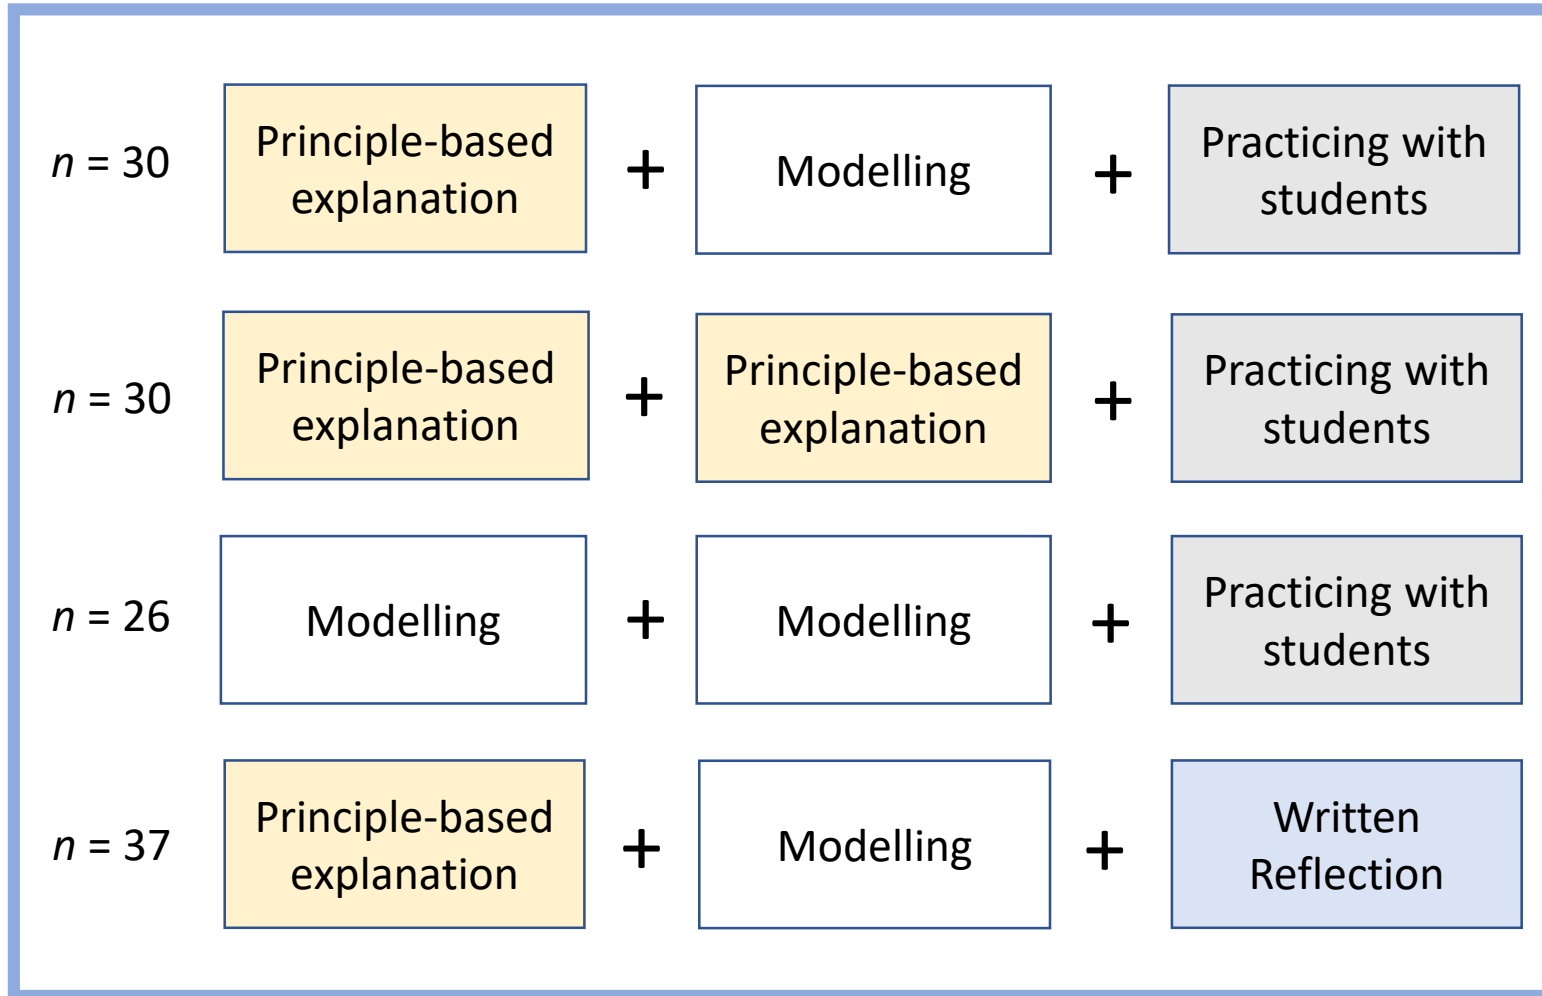 n = 30
Principle-based
explanation
+
Modelling
+
Practicing with
students
n = 30
Principle-based
explanation
+
Principle-based
explanation
+
Practicing with
students
n = 26
Modelling
+
Modelling
+
Practicing with
students
n = 37
Principle-based
explanation
+
Modelling
+
Written
Reflection